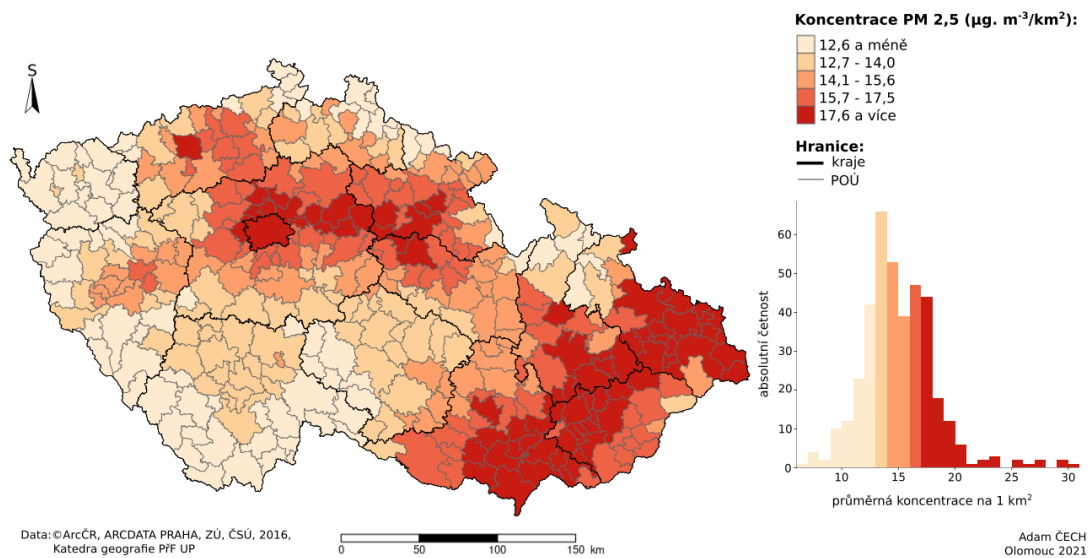 Koncentrace PM 2,5 (µg. m⁻³/km²):
12,6 a méně
12,7 - 14,0
14,1 - 15,6
15,7 - 17,5
17,6 a více
Hranice:
kraje
POÚ
S
absolutní četnost
60
50
40
30
20
10
0
10
15
20
25
30
průměrná koncentrace na 1 km²
Data:©ArcČR, ARCDATA PRAHA, ZÚ, ČSÚ, 2016,
Katedra geografie PřF UP
0
50
100
150 km
Adam ČECH
Olomouc 2021